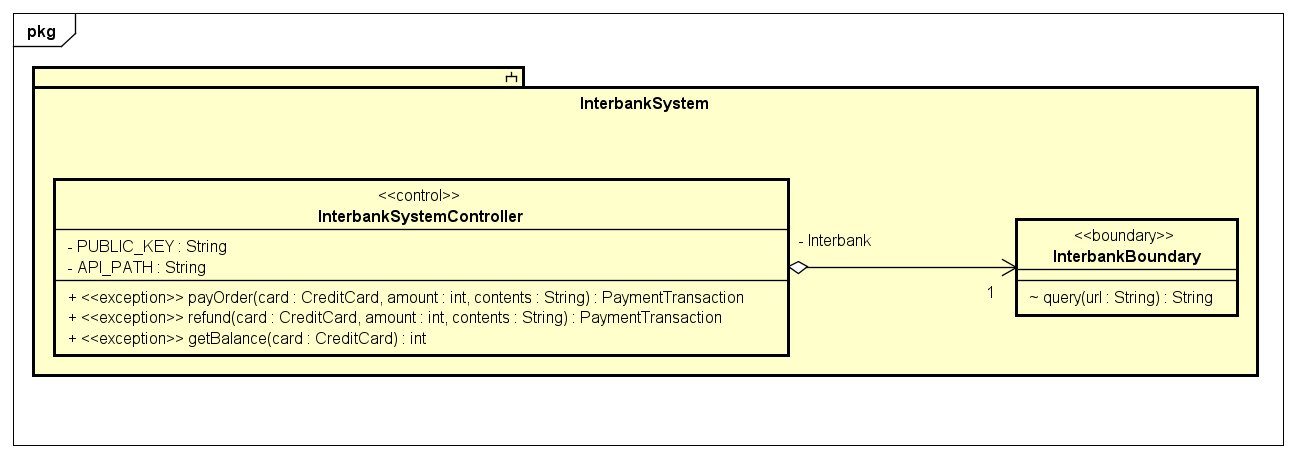 pkg
InterbankSystem
<<control>>
InterbankSystemController
- PUBLIC_KEY : String
- API_PATH : String
+ <<exception>> payOrder(card : CreditCard, amount : int, contents : String) : PaymentTransaction
+ <<exception>> refund(card : CreditCard, amount : int, contents : String) : PaymentTransaction
+ <<exception>> getBalance(card : CreditCard) : int
- Interbank
1
<<boundary>>
InterbankBoundary
~ query(url : String) : String